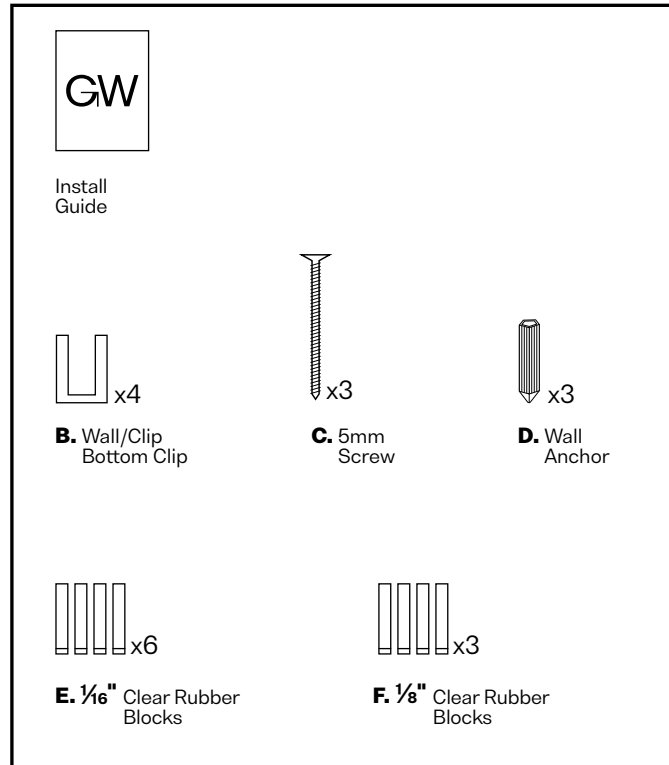 GW
Install
Guide
x4
B. Wall/Clip
Bottom Clip
x3
C. 5mm
Screw
x3
D. Wall
Anchor
x6
E. 1/16" Clear Rubber
Blocks
x3
F. 1/8" Clear Rubber
Blocks